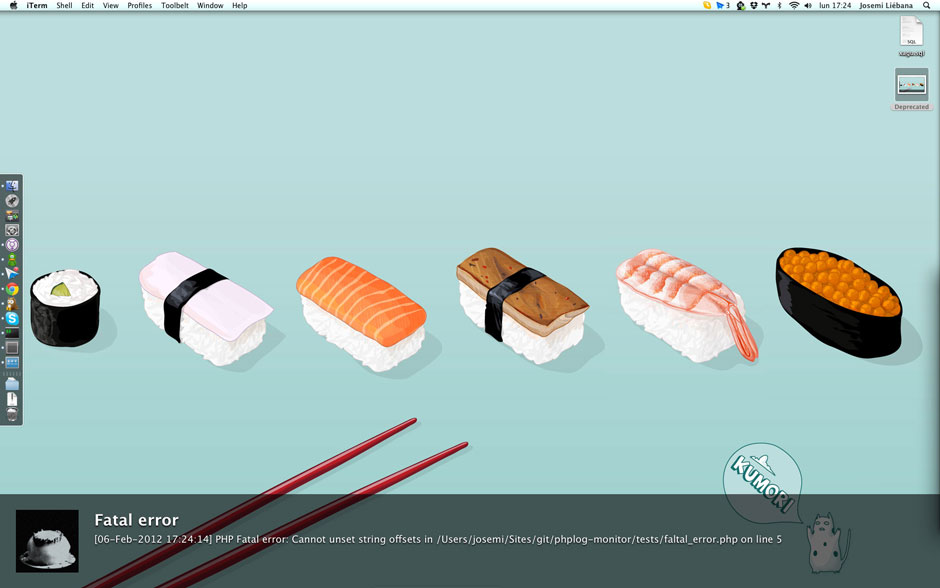 iTerm Shell Edit View Profiles Toolbelt Window Help 3 lun 17:24 Josemi Liébana
SQL
Deprecated
KUMORI
Fatal error
[06-Feb-2012 17:24:14] PHP Fatal error: Cannot unset string offsets in /Users/josemi/Sites/git/phplog-monitor/tests/faltal_error.php on line 5